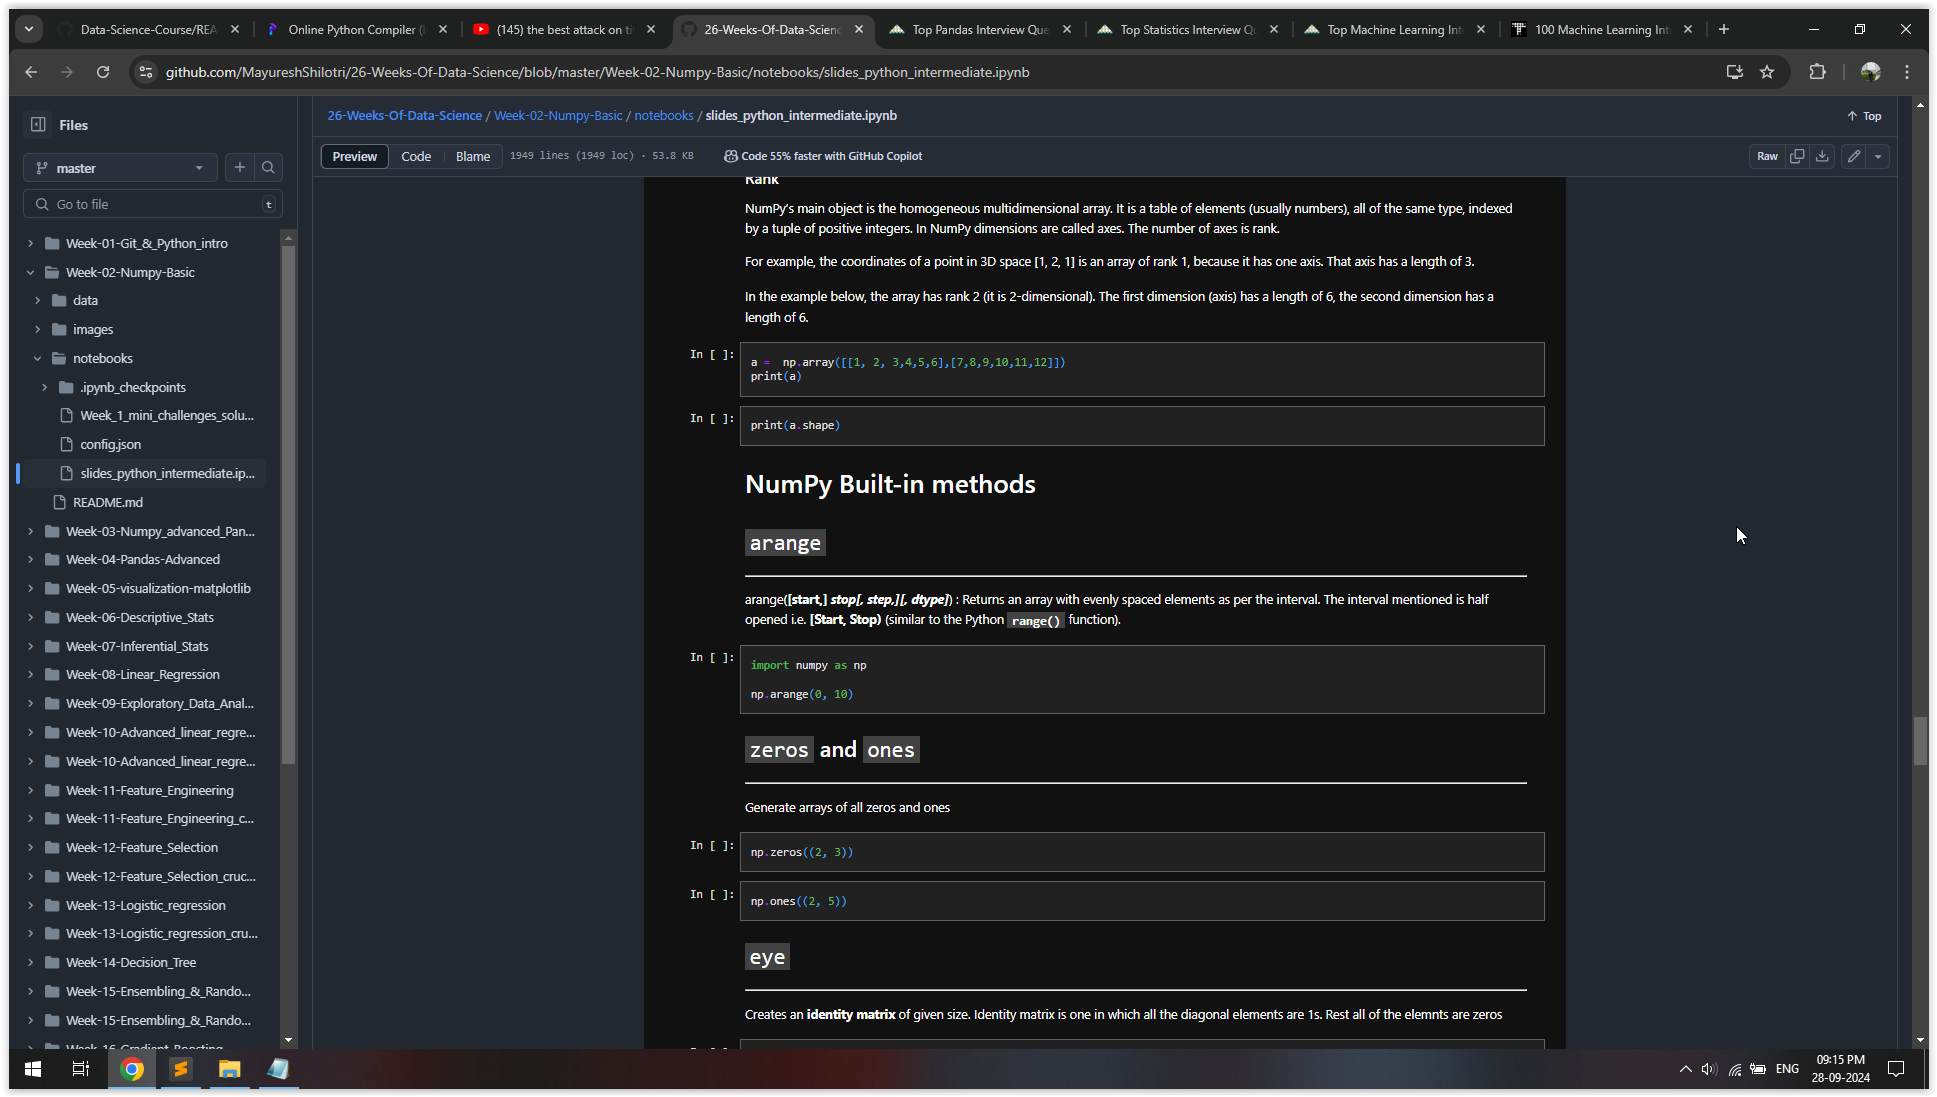 Data-Science-Course/REA
Online Python Compiler (
(145) the best attack on ti
26-Weeks-Of-Data-Scienc
Top Pandas Interview Que
Top Statistics Interview Q
Top Machine Learning Int
100 Machine Learning Int
github.com/MayureshShilotri/26-Weeks-Of-Data-Science/blob/master/Week-02-Numpy-Basic/notebooks/slides_python_intermediate.ipynb
Files
master
Go to file
t
Week-01-Git_&_Python_intro
Week-02-Numpy-Basic
data
images
notebooks
.ipynb_checkpoints
Week_1_mini_challenges_solu...
config.json
slides_python_intermediate.ip...
README.md
Week-03-Numpy_advanced_Pan...
Week-04-Pandas-Advanced
Week-05-visualization-matplotlib
Week-06-Descriptive_Stats
Week-07-Inferential_Stats
Week-08-Linear_Regression
Week-09-Exploratory_Data_Anal...
Week-10-Advanced_linear_regre...
Week-10-Advanced_linear_regre...
Week-11-Feature_Engineering
Week-11-Feature_Engineering_c...
Week-12-Feature_Selection
Week-12-Feature_Selection_cruc...
Week-13-Logistic_regression
Week-13-Logistic_regression_cru...
Week-14-Decision_Tree
Week-15-Ensembling_&_Rando...
Week-15-Ensembling_&_Rando...
Week-16-Gradient_Boosting
26-Weeks-Of-Data-Science / Week-02-Numpy-Basic / notebooks / slides_python_intermediate.ipynb
Top
Preview Code Blame 1949 lines (1949 loc) · 53.8 KB Code 55% faster with GitHub Copilot
Raw
Rank
NumPy's main object is the homogeneous multidimensional array. It is a table of elements (usually numbers), all of the same type, indexed
by a tuple of positive integers. In NumPy dimensions are called axes. The number of axes is rank.
For example, the coordinates of a point in 3D space [1, 2, 1] is an array of rank 1, because it has one axis. That axis has a length of 3.
In the example below, the array has rank 2 (it is 2-dimensional). The first dimension (axis) has a length of 6, the second dimension has a
length of 6.
In [ ]:
a =  np.array([[1, 2, 3,4,5,6],[7,8,9,10,11,12]])
print(a)
In [ ]:
print(a.shape)
NumPy Built-in methods
arange
arange([start,] stop[, step,][, dtype]) : Returns an array with evenly spaced elements as per the interval. The interval mentioned is half
opened i.e. [Start, Stop) (similar to the Python range() function).
In [ ]:
import numpy as np
np.arange(0, 10)
zeros and ones
Generate arrays of all zeros and ones
In [ ]:
np.zeros((2, 3))
In [ ]:
np.ones((2, 5))
eye
Creates an identity matrix of given size. Identity matrix is one in which all the diagonal elements are 1s. Rest all of the elemnts are zeros
ENG
09:15 PM
28-09-2024